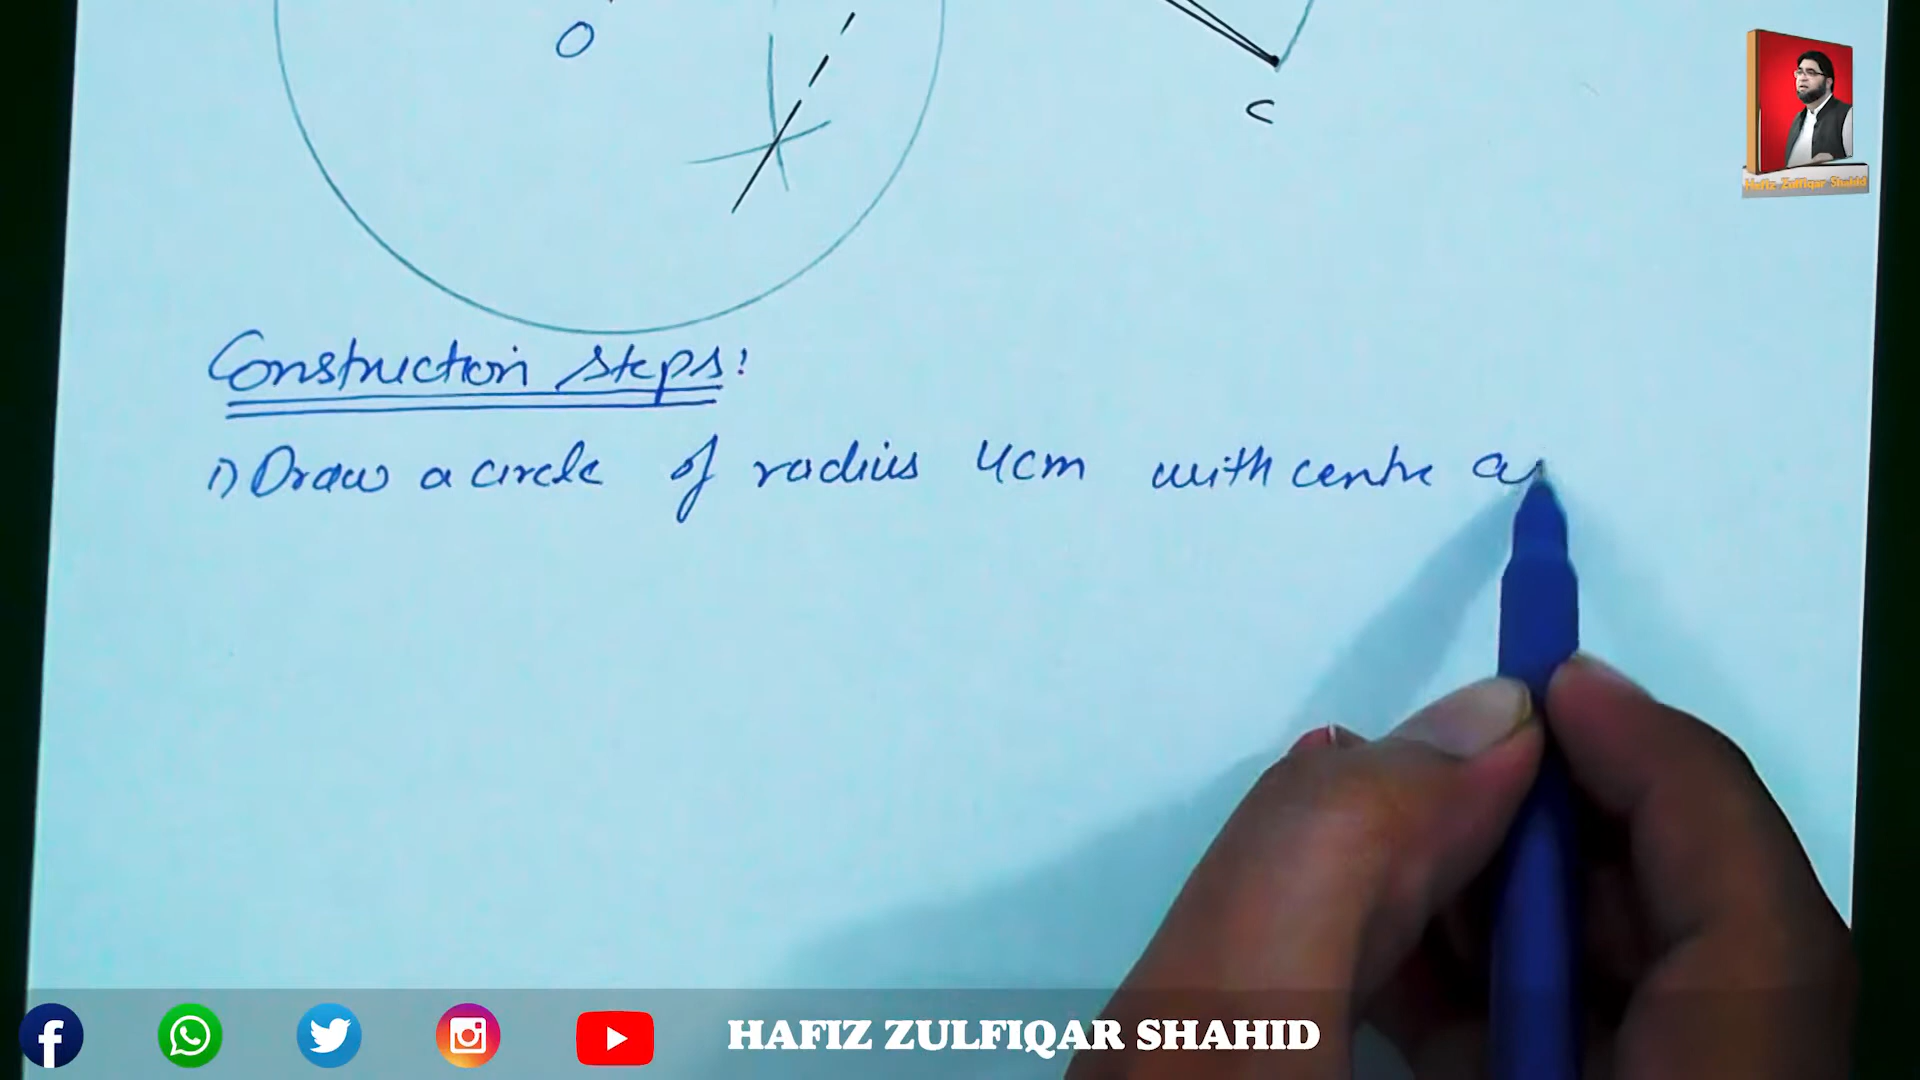 O
C
Hafiz Zulfiqar Shahid
Construction steps:
1) Draw a circle of radius 4cm with centre
HAFIZ ZULFIQAR SHAHID